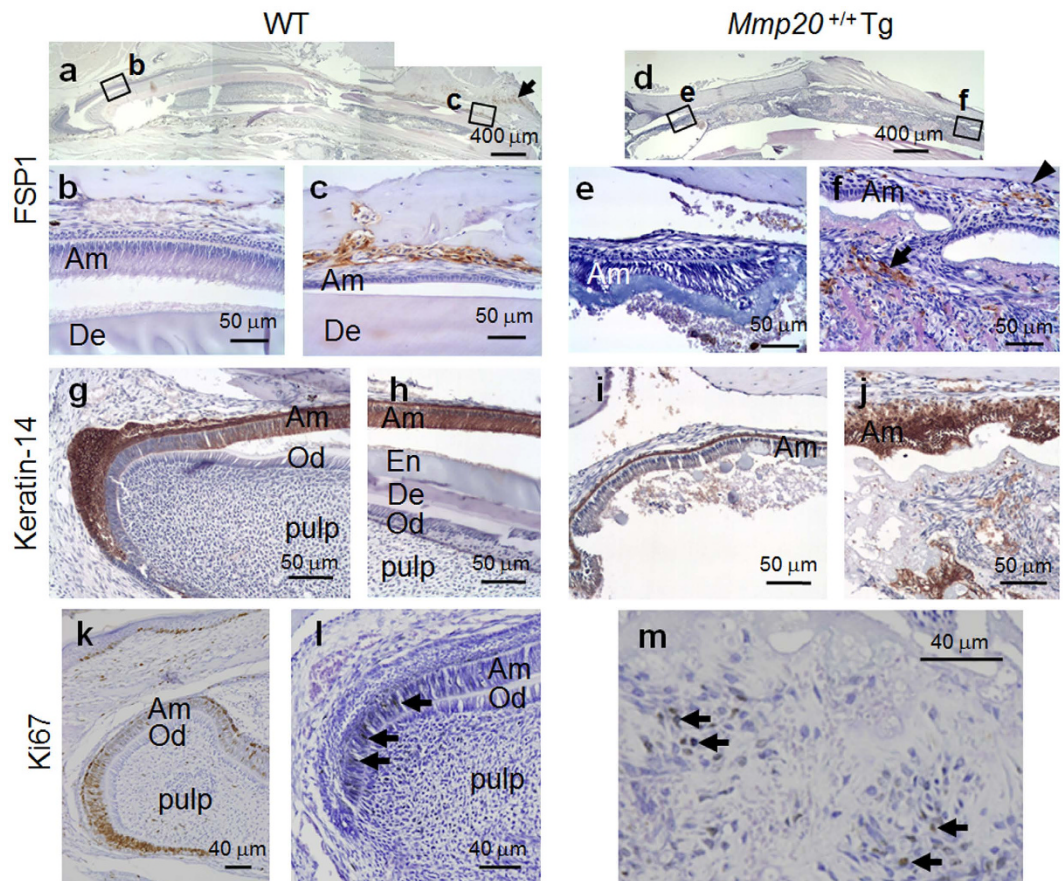 WT
Mmp20 +/+ Tg
FSP1
a
b
c
400 μm
d
e
f
400 μm
b
Am
De
50 μm
c
Am
50 μm
e
Am
50 μm
f
Am
50 μm
Keratin-14
g
Am
Od
pulp
50 μm
h
Am
En
De
Od
pulp
50 μm
i
Am
50 μm
j
Am
50 μm
Ki67
k
Am
Od
pulp
40 μm
l
Am
Od
pulp
40 μm
m
40 μm